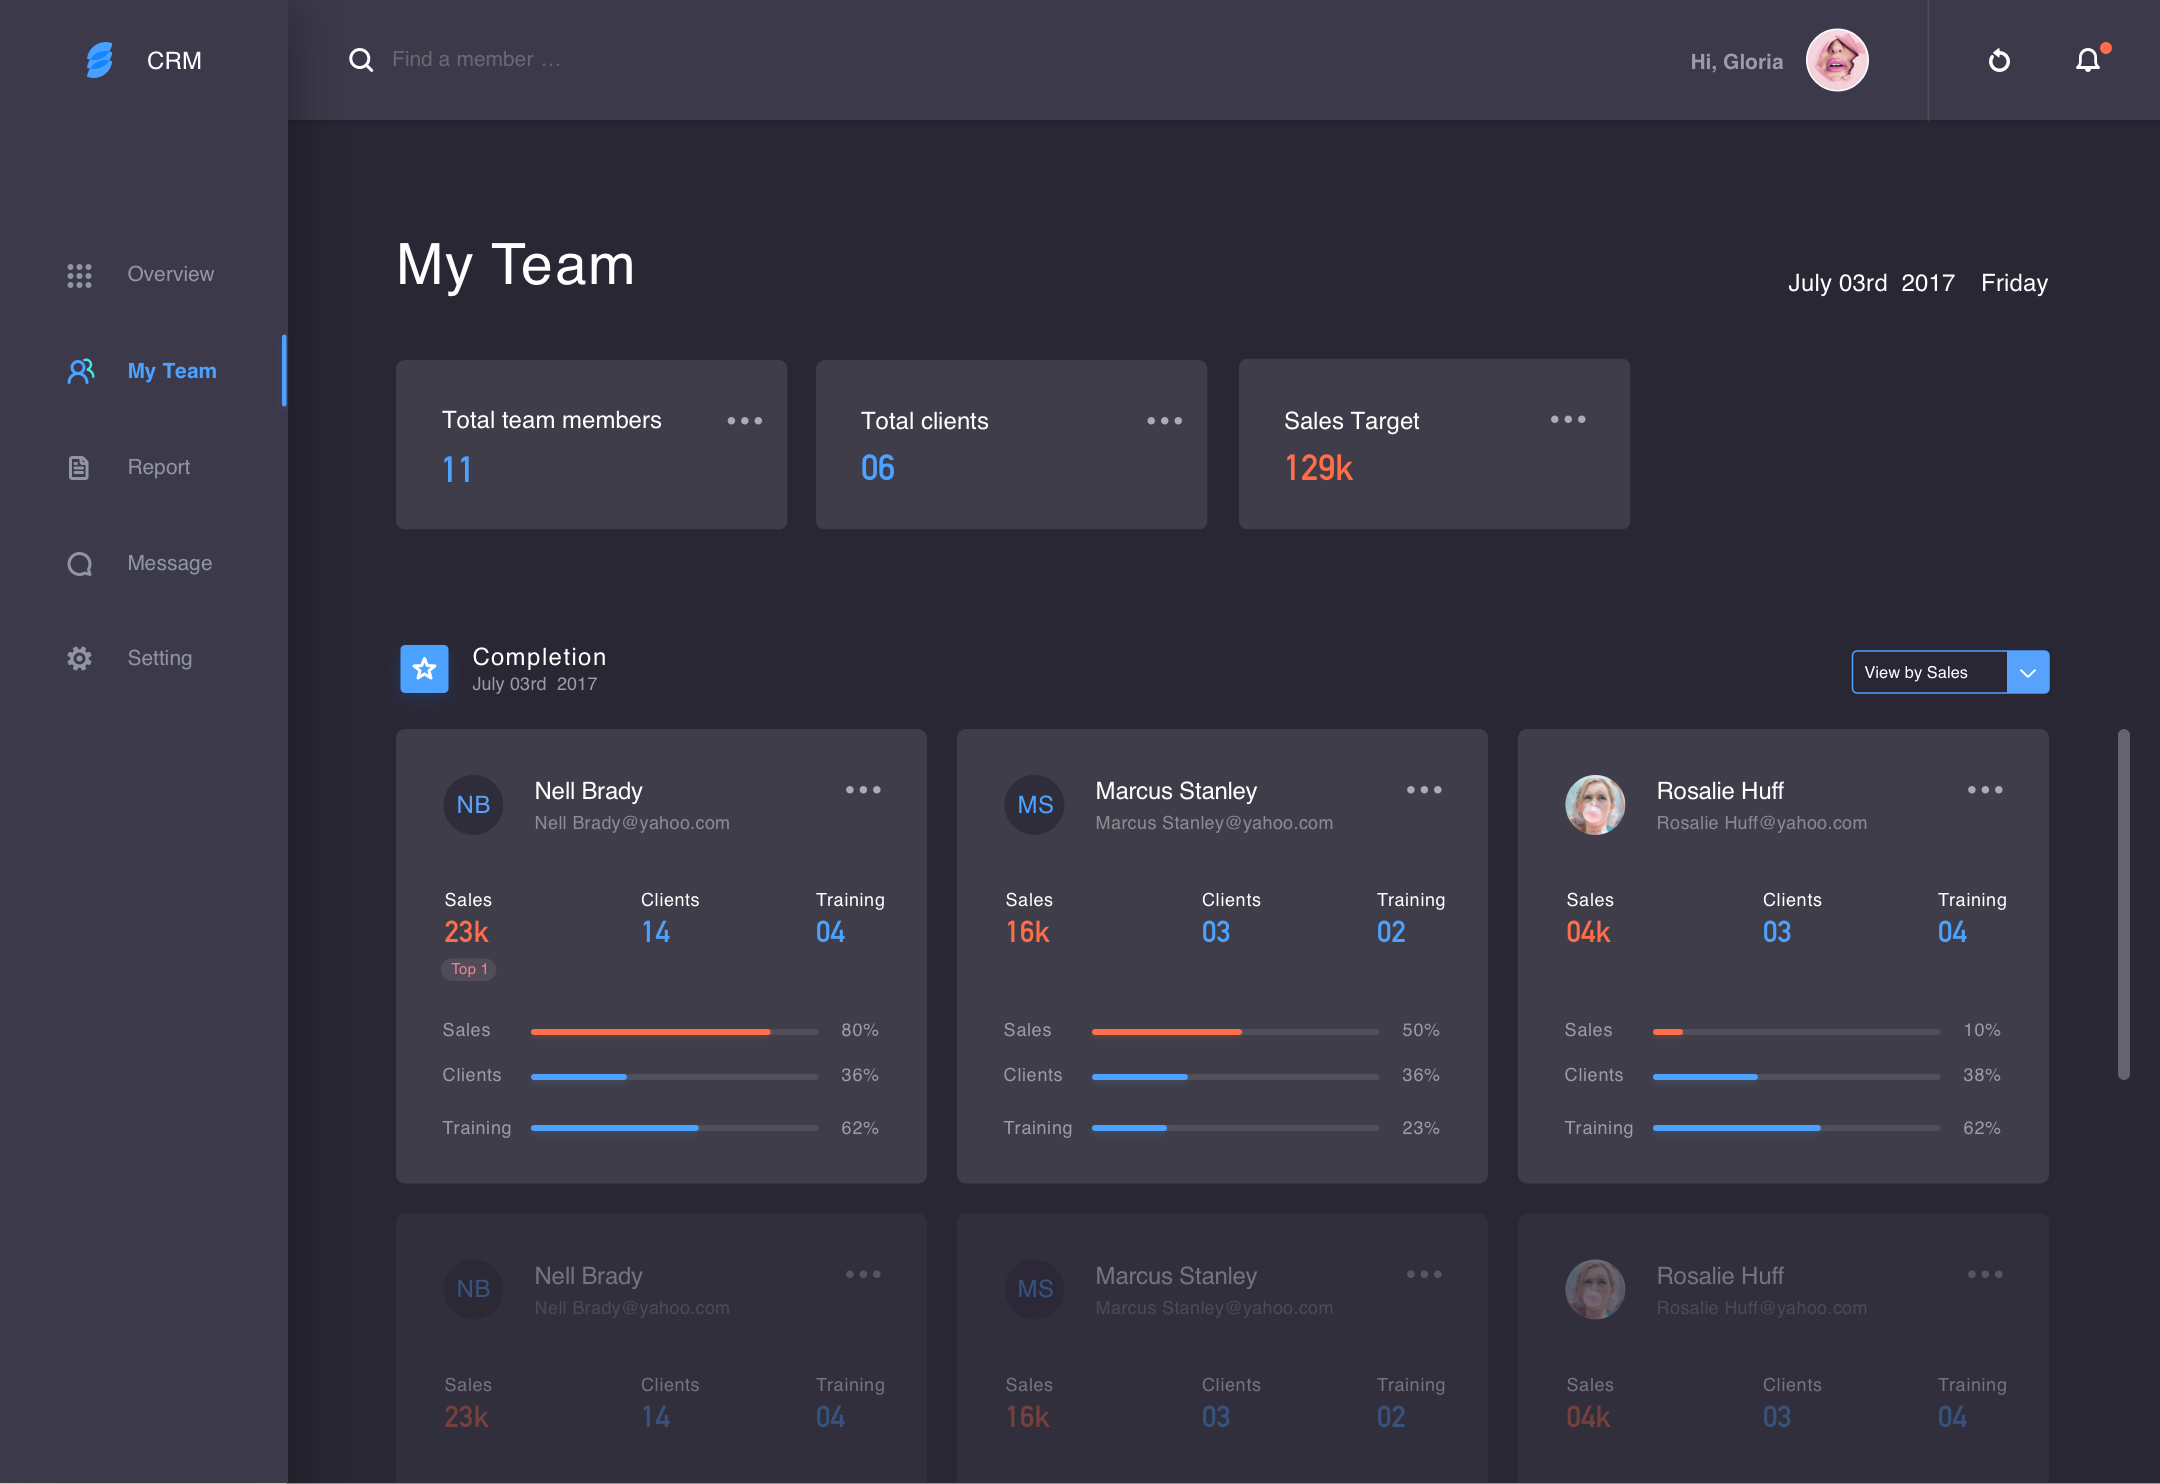 CRM
Find a member ...
Hi, Gloria
Overview
My Team
Report
Message
Setting
My Team
July 03rd 2017 Friday
Total team members
11
Total clients
06
Sales Target
129k
Completion
July 03rd 2017
View by Sales
NB
Nell Brady
Nell Brady@yahoo.com
Sales Clients Training
23k 14 04
Top 1
Sales 80%
Clients 36%
Training 62%
MS
Marcus Stanley
Marcus Stanley@yahoo.com
Sales Clients Training
16k 03 02
Sales 50%
Clients 36%
Training 23%
Rosalie Huff
Rosalie Huff@yahoo.com
Sales Clients Training
04k 03 04
Sales 10%
Clients 38%
Training 62%
NB
Nell Brady
Nell Brady@yahoo.com
Sales Clients Training
23k 14 04
MS
Marcus Stanley
Marcus Stanley@yahoo.com
Sales Clients Training
16k 03 02
Rosalie Huff
Rosalie Huff@yahoo.com
Sales Clients Training
04k 03 04